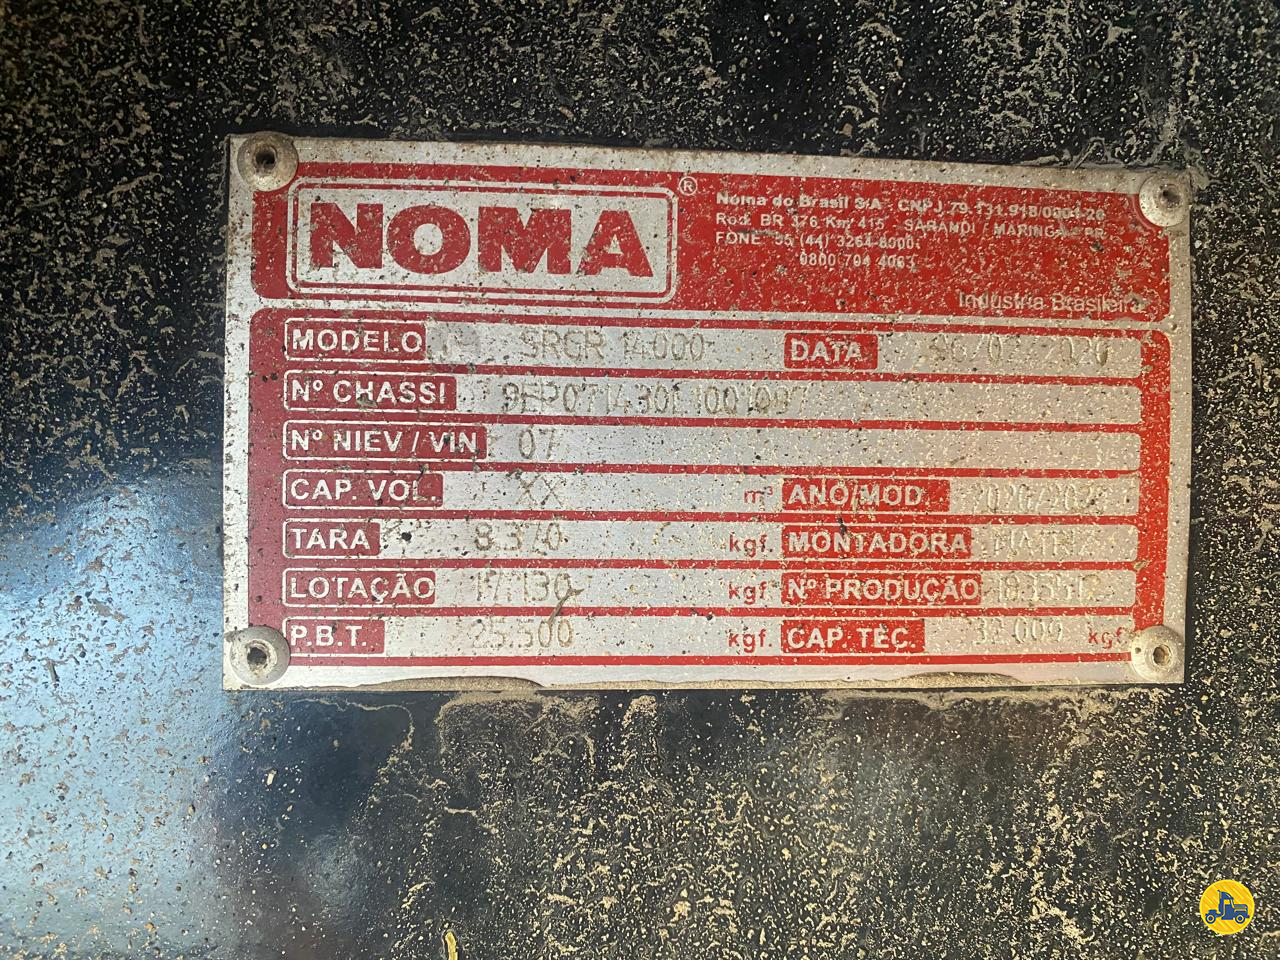 NOMA ®
Noma do Brasil S/A - CNPJ 79.131.918/0001-20
Rod. BR 376 Km, 415 SARANDI / MARINGÁ - PR
FONE 55 (44) 3264-8000
0800 704 4063
Indústria Brasileira
MODELO SRGR 14000 DATA
Nº CHASSI
Nº NIEV / VIN 07
CAP. VOL. XX m³ ANO/MOD.
TARA 8.370 kgf. MONTADORA
LOTAÇÃO 17.130 kgf Nº PRODUÇÃO
P.B.T. 25.500 kgf. CAP. TEC. kgf